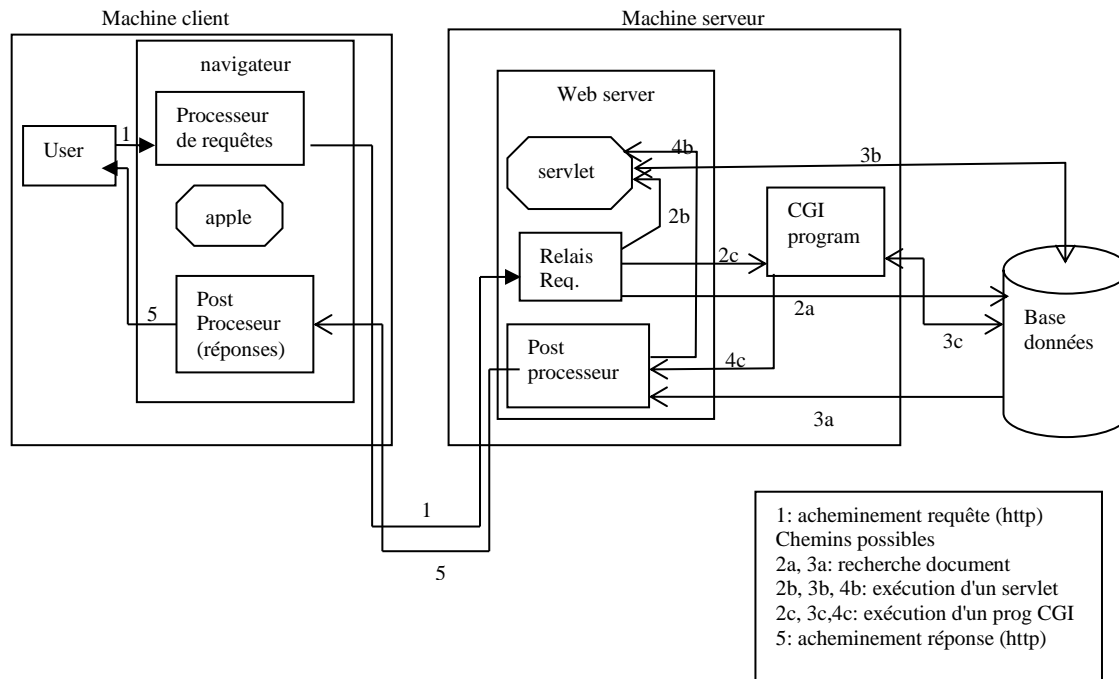 Machine client
Machine serveur
navigateur
Processeur
de requêtes
User
1
apple
Post
Proceseur
(réponses)
5
Web server
servlet
4b
2b
3b
CGI
program
Relais
Req.
2c
2a
Post
processeur
4c
3c
3a
Base
données
1
5
1: acheminement requête (http)
Chemins possibles
2a, 3a: recherche document
2b, 3b, 4b: exécution d'un servlet
2c, 3c,4c: exécution d'un prog CGI
5: acheminement réponse (http)